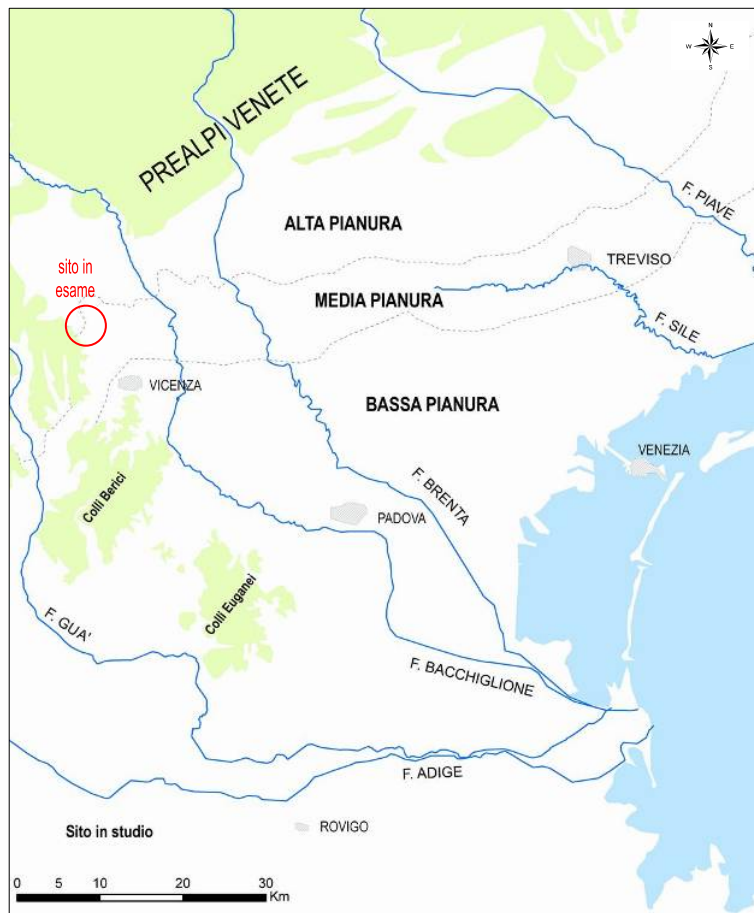 N
W E
S
PREALPI VENETE
ALTA PIANURA
F. PIAVE
TREVISO
sito in
esame
MEDIA PIANURA
F. SILE
VICENZA
BASSA PIANURA
VENEZIA
Colli Berici
F. BRENTA
PADOVA
Colli Euganei
F. GUA'
F. BACCHIGLIONE
F. ADIGE
Sito in studio
ROVIGO
0 5 10 20 30
Km